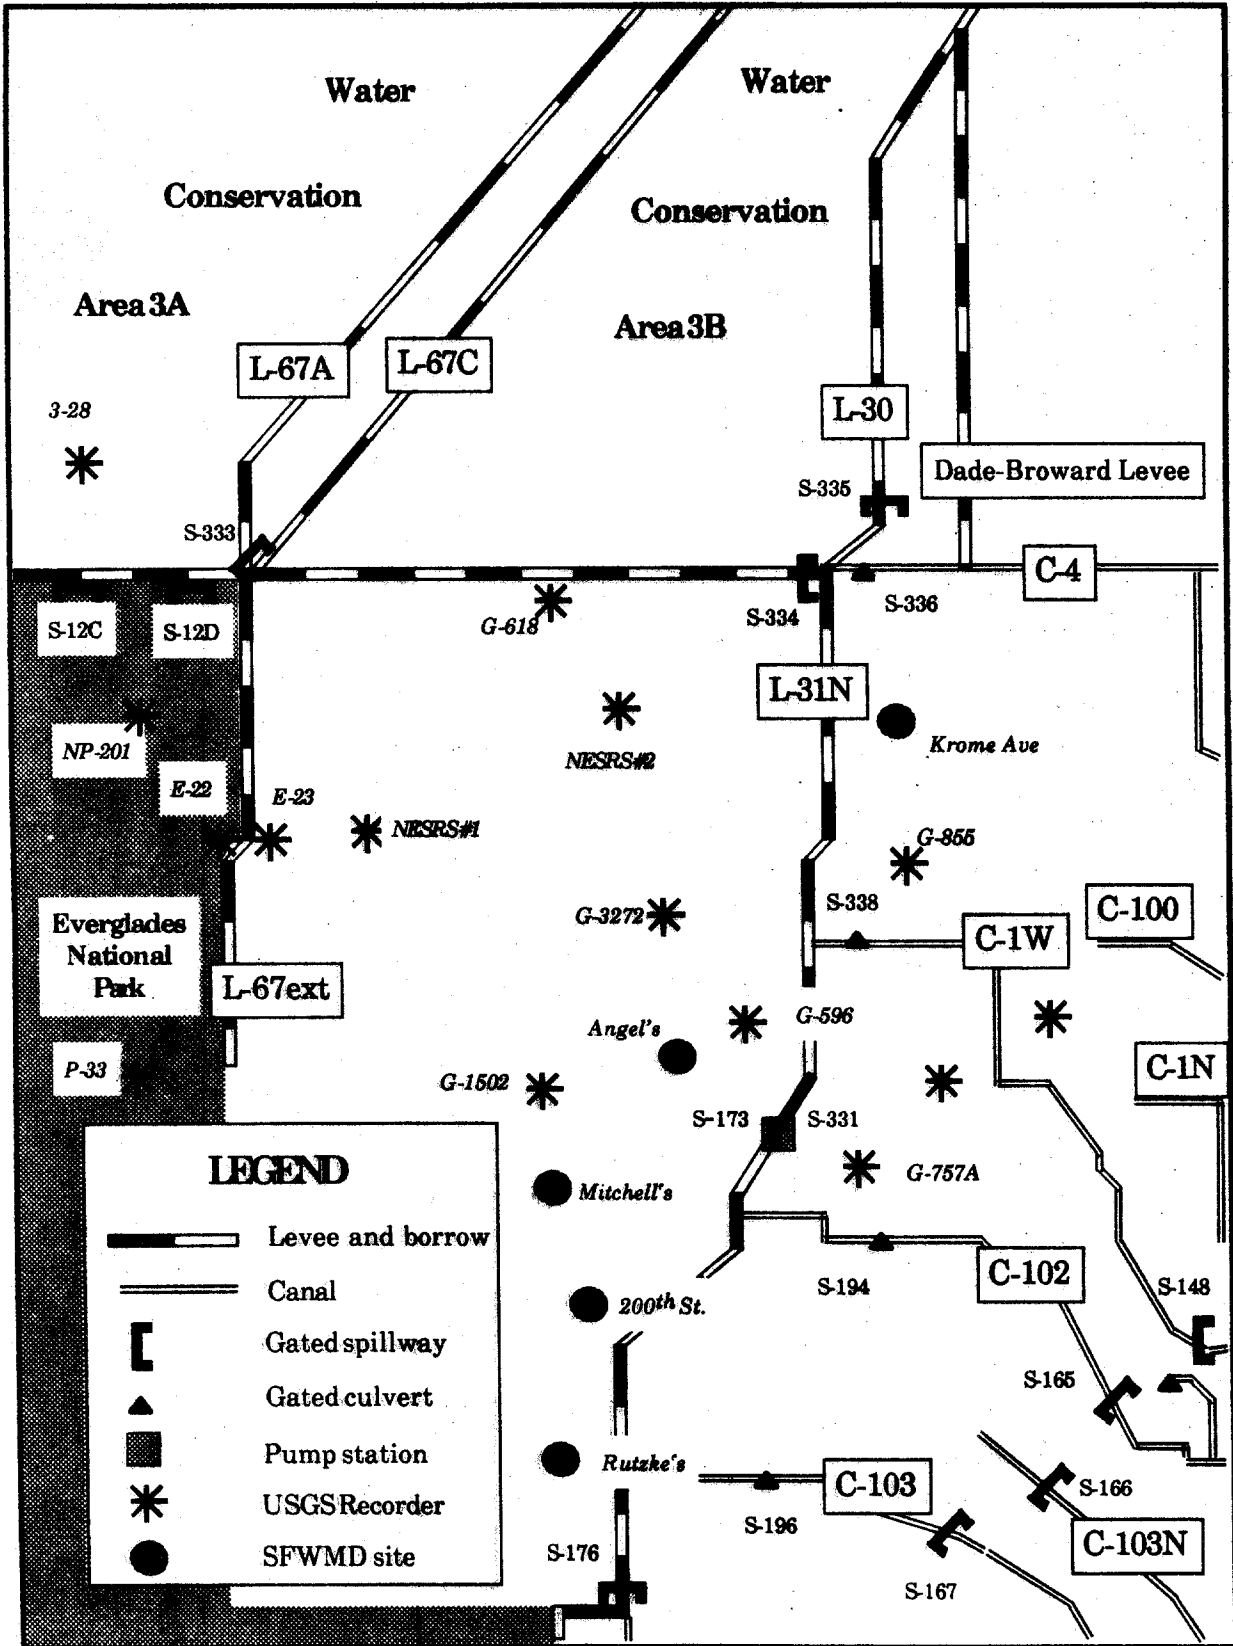 Water
Water
Conservation
Conservation
Area 3A
Area 3B
L-67A
L-67C
L-30
3-28
Dade-Broward Levee
S-335
S-333
C-4
S-12C
S-12D
G-618
S-334
S-336
L-31N
NP-201
NESRS#2
Krome Ave
E-22
E-23
NESRS#1
G-855
G-3272
S-338
C-100
Everglades
National
Park
C-1W
L-67ext
G-596
Angel's
P-33
G-1502
C-1N
S-173
S-331
G-757A
LEGEND
Mitchell's
Levee and borrow
Canal
C-102
S-194
S-148
200th St.
Gated spillway
S-165
Gated culvert
Pump station
Rutzke's
C-103
S-166
USGS Recorder
S-196
C-103N
SFWMD site
S-176
S-167